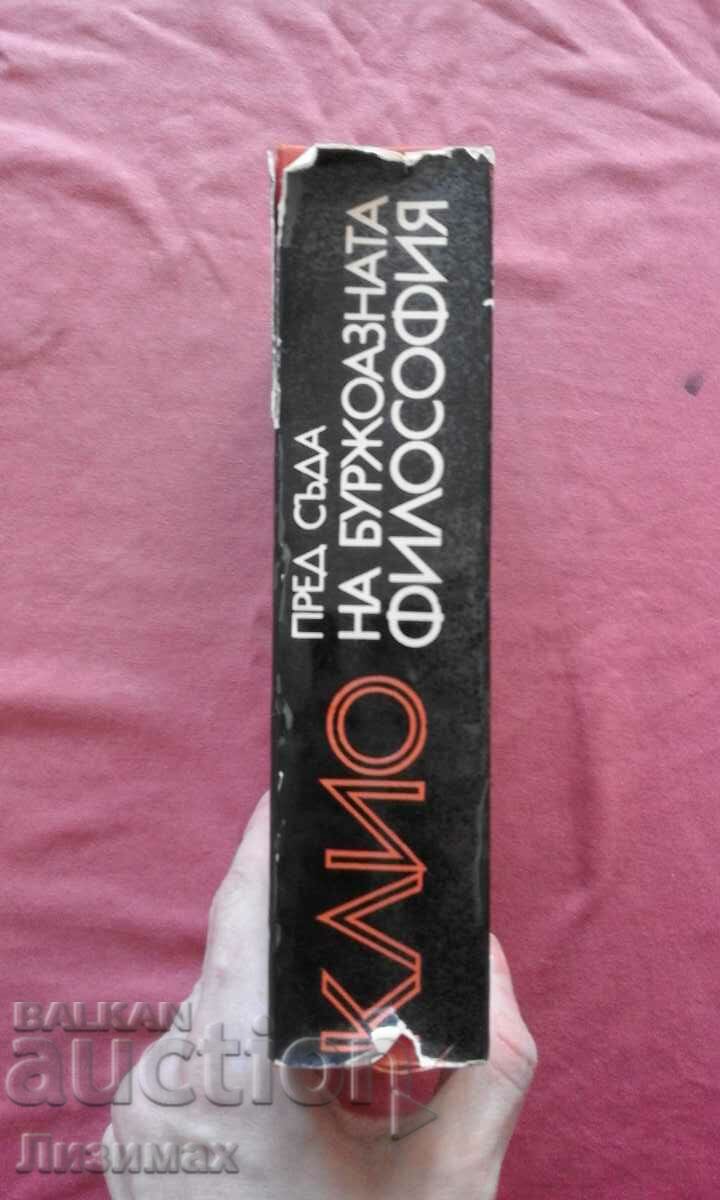 КЛИО
ПРЕД СЪДА
НА БУРЖОАЗНАТА
ФИЛОСОФИЯ
BALKAN
auction
Лизимах